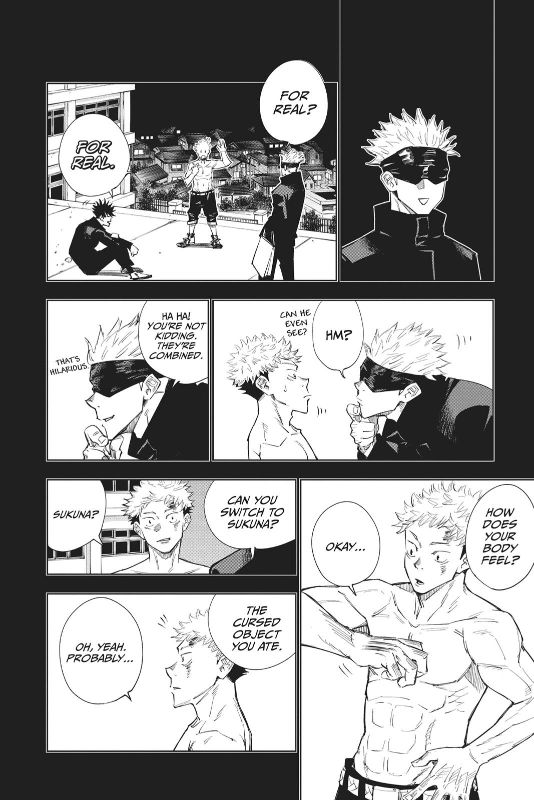 FOR
REAL?
FOR
REAL.
HM?
CAN HE
EVEN
SEE?
HA HA!
YOU'RE NOT
KIDDING.
THEY'RE
COMBINED.
THAT'S
HILARIOUS.
HOW
DOES
YOUR
BODY
FEEL?
OKAY...
CAN YOU
SWITCH TO
SUKUNA?
SUKUNA?
THE
CURSED
OBJECT
YOU ATE.
OH, YEAH.
PROBABLY...